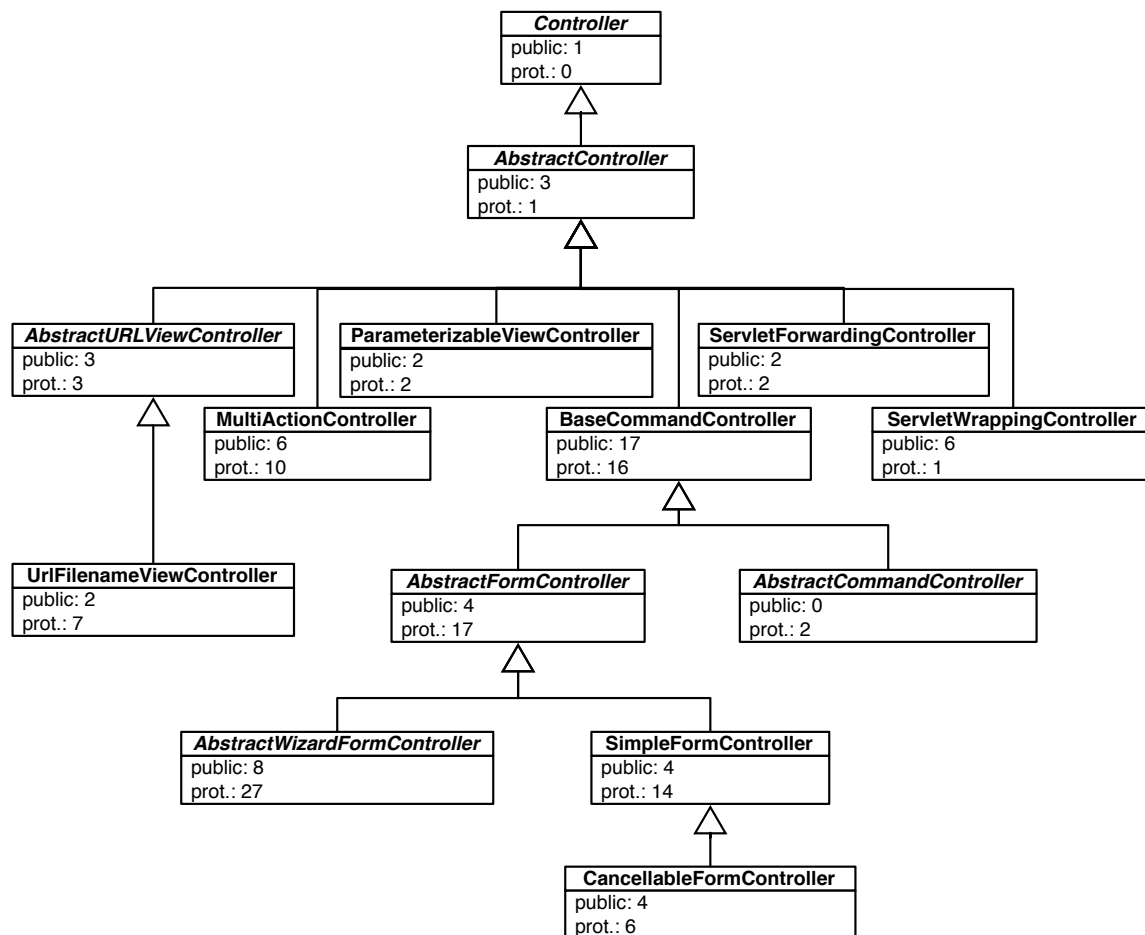 Controller
public: 1
prot.: 0
AbstractController
public: 3
prot.: 1
AbstractURLViewController
public: 3
prot.: 3
ParameterizableViewController
public: 2
prot.: 2
ServletForwardingController
public: 2
prot.: 2
MultiActionController
public: 6
prot.: 10
BaseCommandController
public: 17
prot.: 16
ServletWrappingController
public: 6
prot.: 1
UrlFilenameViewController
public: 2
prot.: 7
AbstractFormController
public: 4
prot.: 17
AbstractCommandController
public: 0
prot.: 2
AbstractWizardFormController
public: 8
prot.: 27
SimpleFormController
public: 4
prot.: 14
CancellableFormController
public: 4
prot.: 6